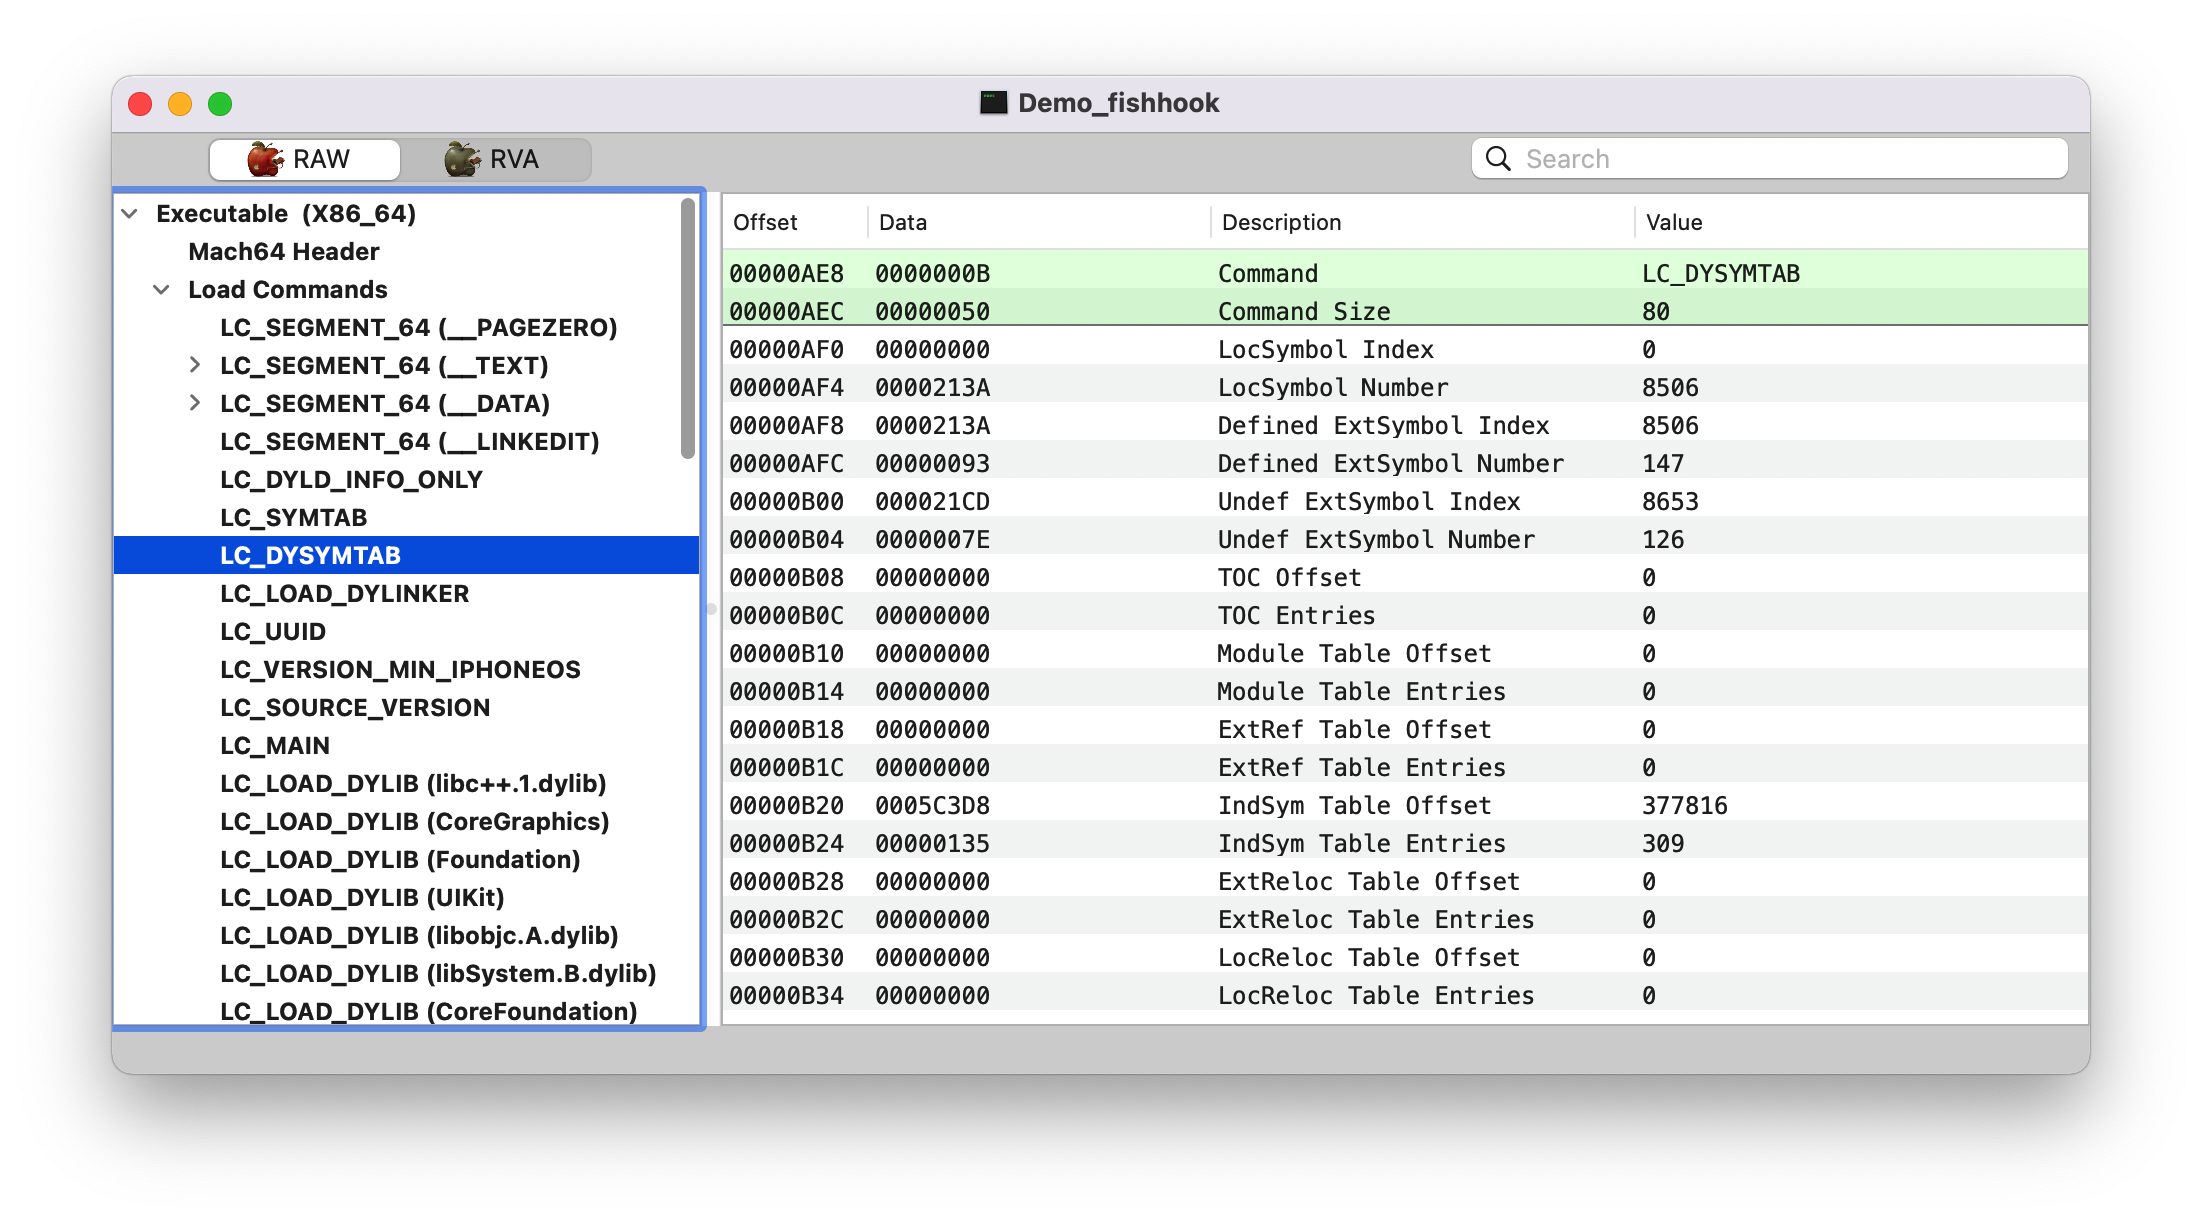 Demo_fishhook
RAW RVA Search
Executable (X86_64)
Mach64 Header
Load Commands
LC_SEGMENT_64 (__PAGEZERO)
LC_SEGMENT_64 (__TEXT)
LC_SEGMENT_64 (__DATA)
LC_SEGMENT_64 (__LINKEDIT)
LC_DYLD_INFO_ONLY
LC_SYMTAB
LC_DYSYMTAB
LC_LOAD_DYLINKER
LC_UUID
LC_VERSION_MIN_IPHONEOS
LC_SOURCE_VERSION
LC_MAIN
LC_LOAD_DYLIB (libc++.1.dylib)
LC_LOAD_DYLIB (CoreGraphics)
LC_LOAD_DYLIB (Foundation)
LC_LOAD_DYLIB (UIKit)
LC_LOAD_DYLIB (libobjc.A.dylib)
LC_LOAD_DYLIB (libSystem.B.dylib)
LC_LOAD_DYLIB (CoreFoundation)
Offset Data Description Value
00000AE8 0000000B Command LC_DYSYMTAB
00000AEC 00000050 Command Size 80
00000AF0 00000000 LocSymbol Index 0
00000AF4 0000213A LocSymbol Number 8506
00000AF8 0000213A Defined ExtSymbol Index 8506
00000AFC 00000093 Defined ExtSymbol Number 147
00000B00 000021CD Undef ExtSymbol Index 8653
00000B04 0000007E Undef ExtSymbol Number 126
00000B08 00000000 TOC Offset 0
00000B0C 00000000 TOC Entries 0
00000B10 00000000 Module Table Offset 0
00000B14 00000000 Module Table Entries 0
00000B18 00000000 ExtRef Table Offset 0
00000B1C 00000000 ExtRef Table Entries 0
00000B20 0005C3D8 IndSym Table Offset 377816
00000B24 00000135 IndSym Table Entries 309
00000B28 00000000 ExtReloc Table Offset 0
00000B2C 00000000 ExtReloc Table Entries 0
00000B30 00000000 LocReloc Table Offset 0
00000B34 00000000 LocReloc Table Entries 0